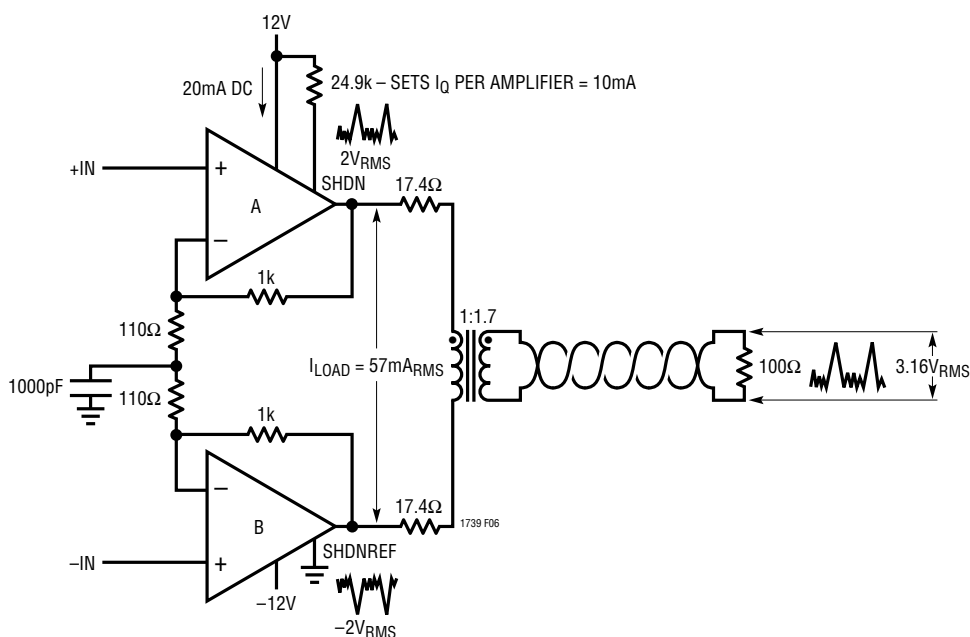 12V
20mA DC
24.9k – SETS IQ PER AMPLIFIER = 10mA
2VRMS
SHDN
17.4Ω
+IN
+
A
–
1k
110Ω
1:1.7
1000pF
ILOAD = 57mARMS
100Ω
3.16VRMS
110Ω
1k
–
B
17.4Ω
1739 F06
–IN
+
SHDNREF
–12V
–2VRMS